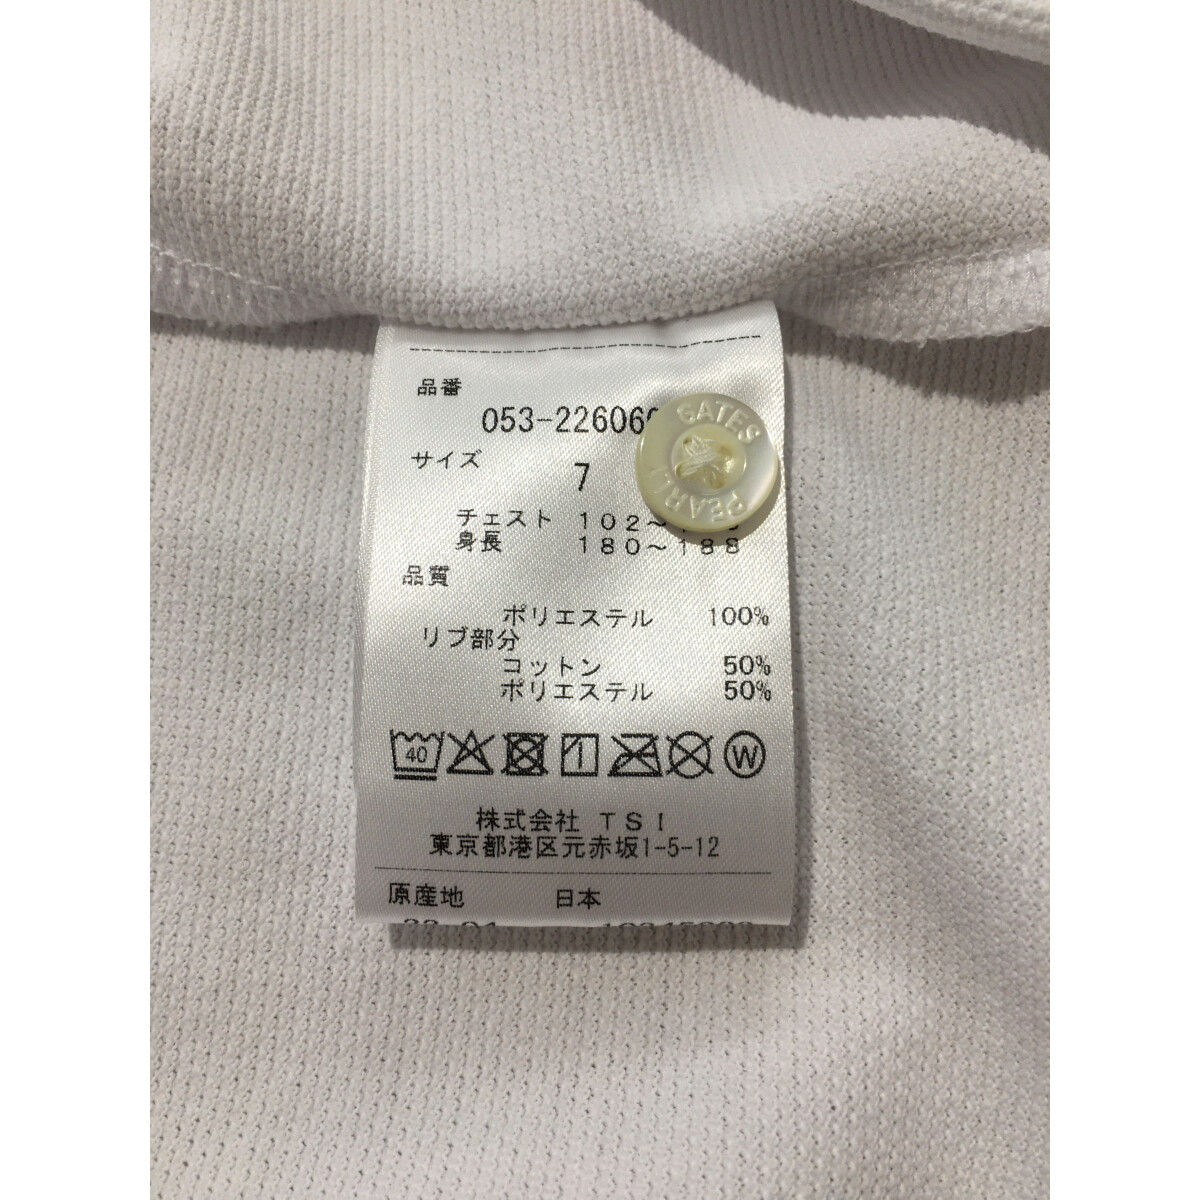 品番
053-22606
GATES
サイズ
7
PEARLY
チェスト 102～
身長 180～188
品質
ポリエステル 100%
リブ部分
コットン 50%
ポリエステル 50%
40
W
株式会社 TSI
東京都港区元赤坂1-5-12
原産地 日本